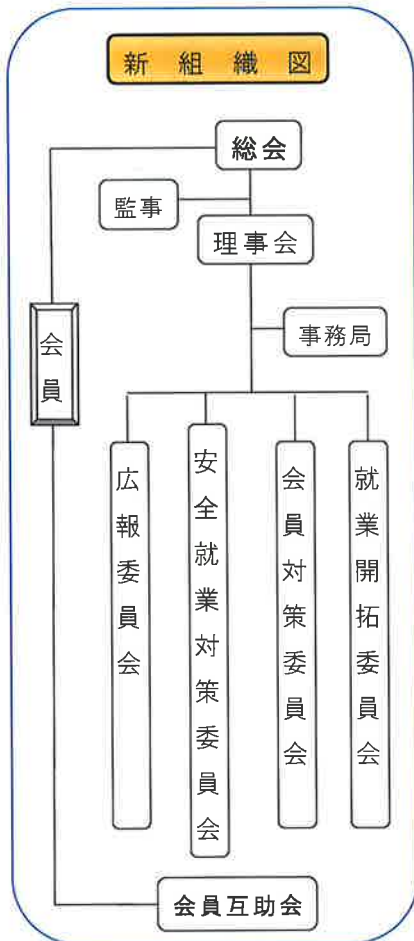 新組織図
総会
監事
理事会
会員
事務局
広報委員会
安全就業対策委員会
会員対策委員会
就業開拓委員会
会員互助会